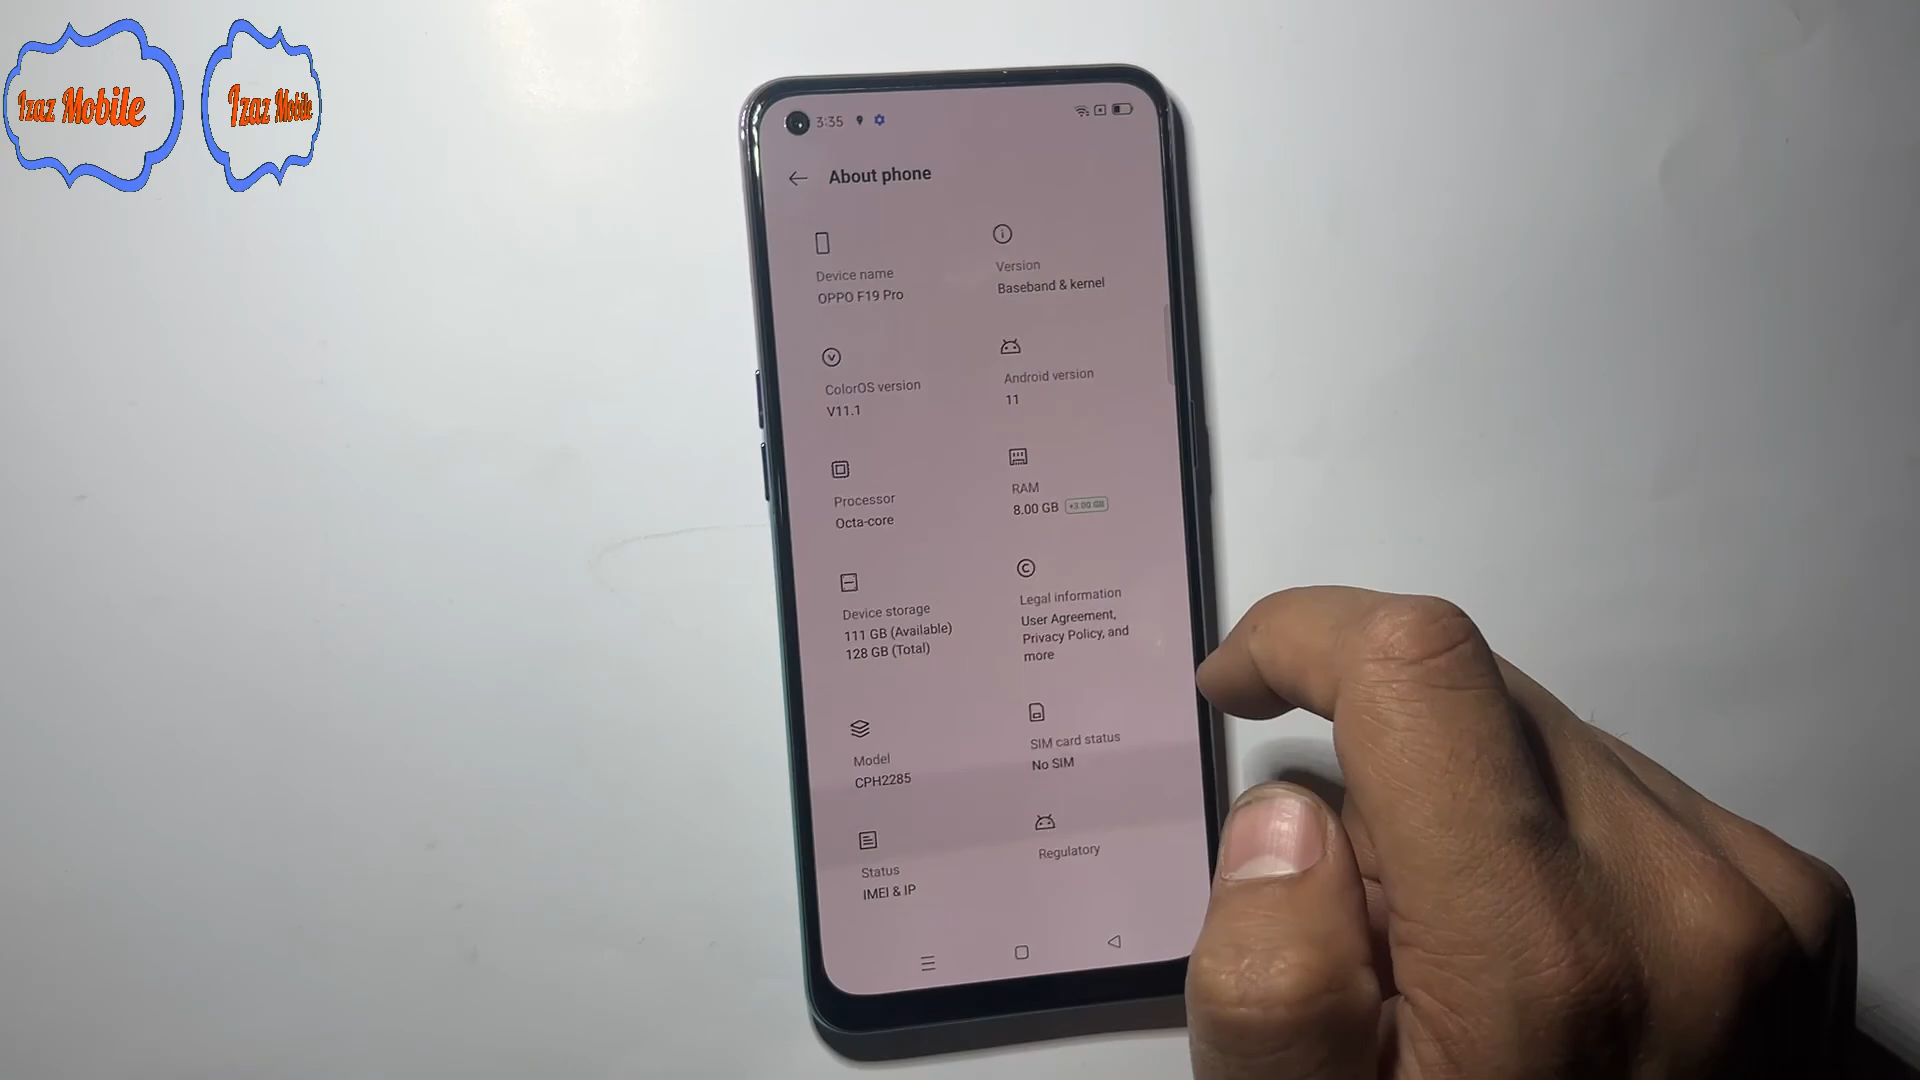 Izaz Mobile
Izaz Mobile
3:35
About phone
Device name
OPPO F19 Pro
Version
Baseband & kernel
ColorOS version
V11.1
Android version
11
Processor
Octa-core
RAM
8.00 GB +3.00 GB
Device storage
111 GB (Available)
128 GB (Total)
Legal information
User Agreement,
Privacy Policy, and
more
Model
CPH2285
SIM card status
No SIM
Status
IMEI & IP
Regulatory